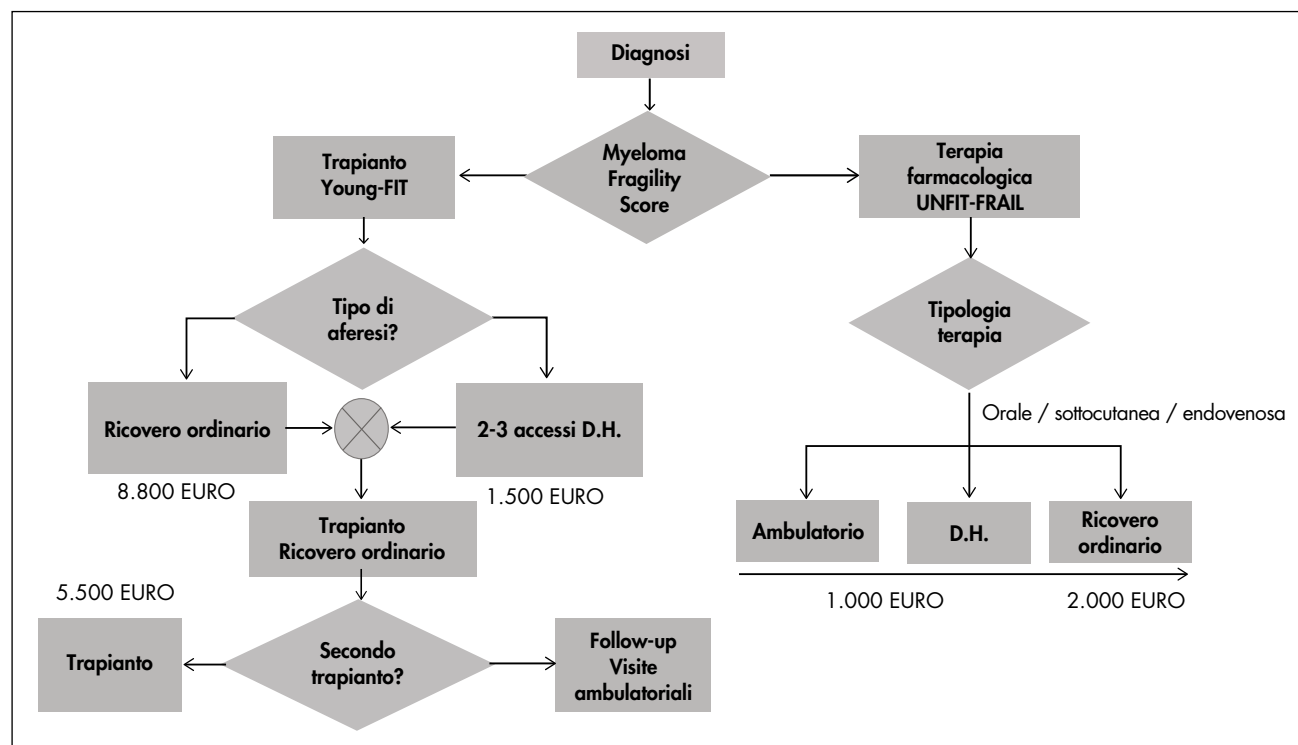 Diagnosi
Trapianto
Young-FIT
Myeloma
Fragility
Score
Terapia
farmacologica
UNFIT-FRAIL
Tipo di
aferesi?
Tipologia
terapia
Ricovero ordinario
2-3 accessi D.H.
Orale / sottocutanea / endovenosa
8.800 EURO
1.500 EURO
Trapianto
Ricovero ordinario
Ambulatorio
D.H.
Ricovero
ordinario
1.000 EURO
2.000 EURO
5.500 EURO
Trapianto
Secondo
trapianto?
Follow-up
Visite
ambulatoriali